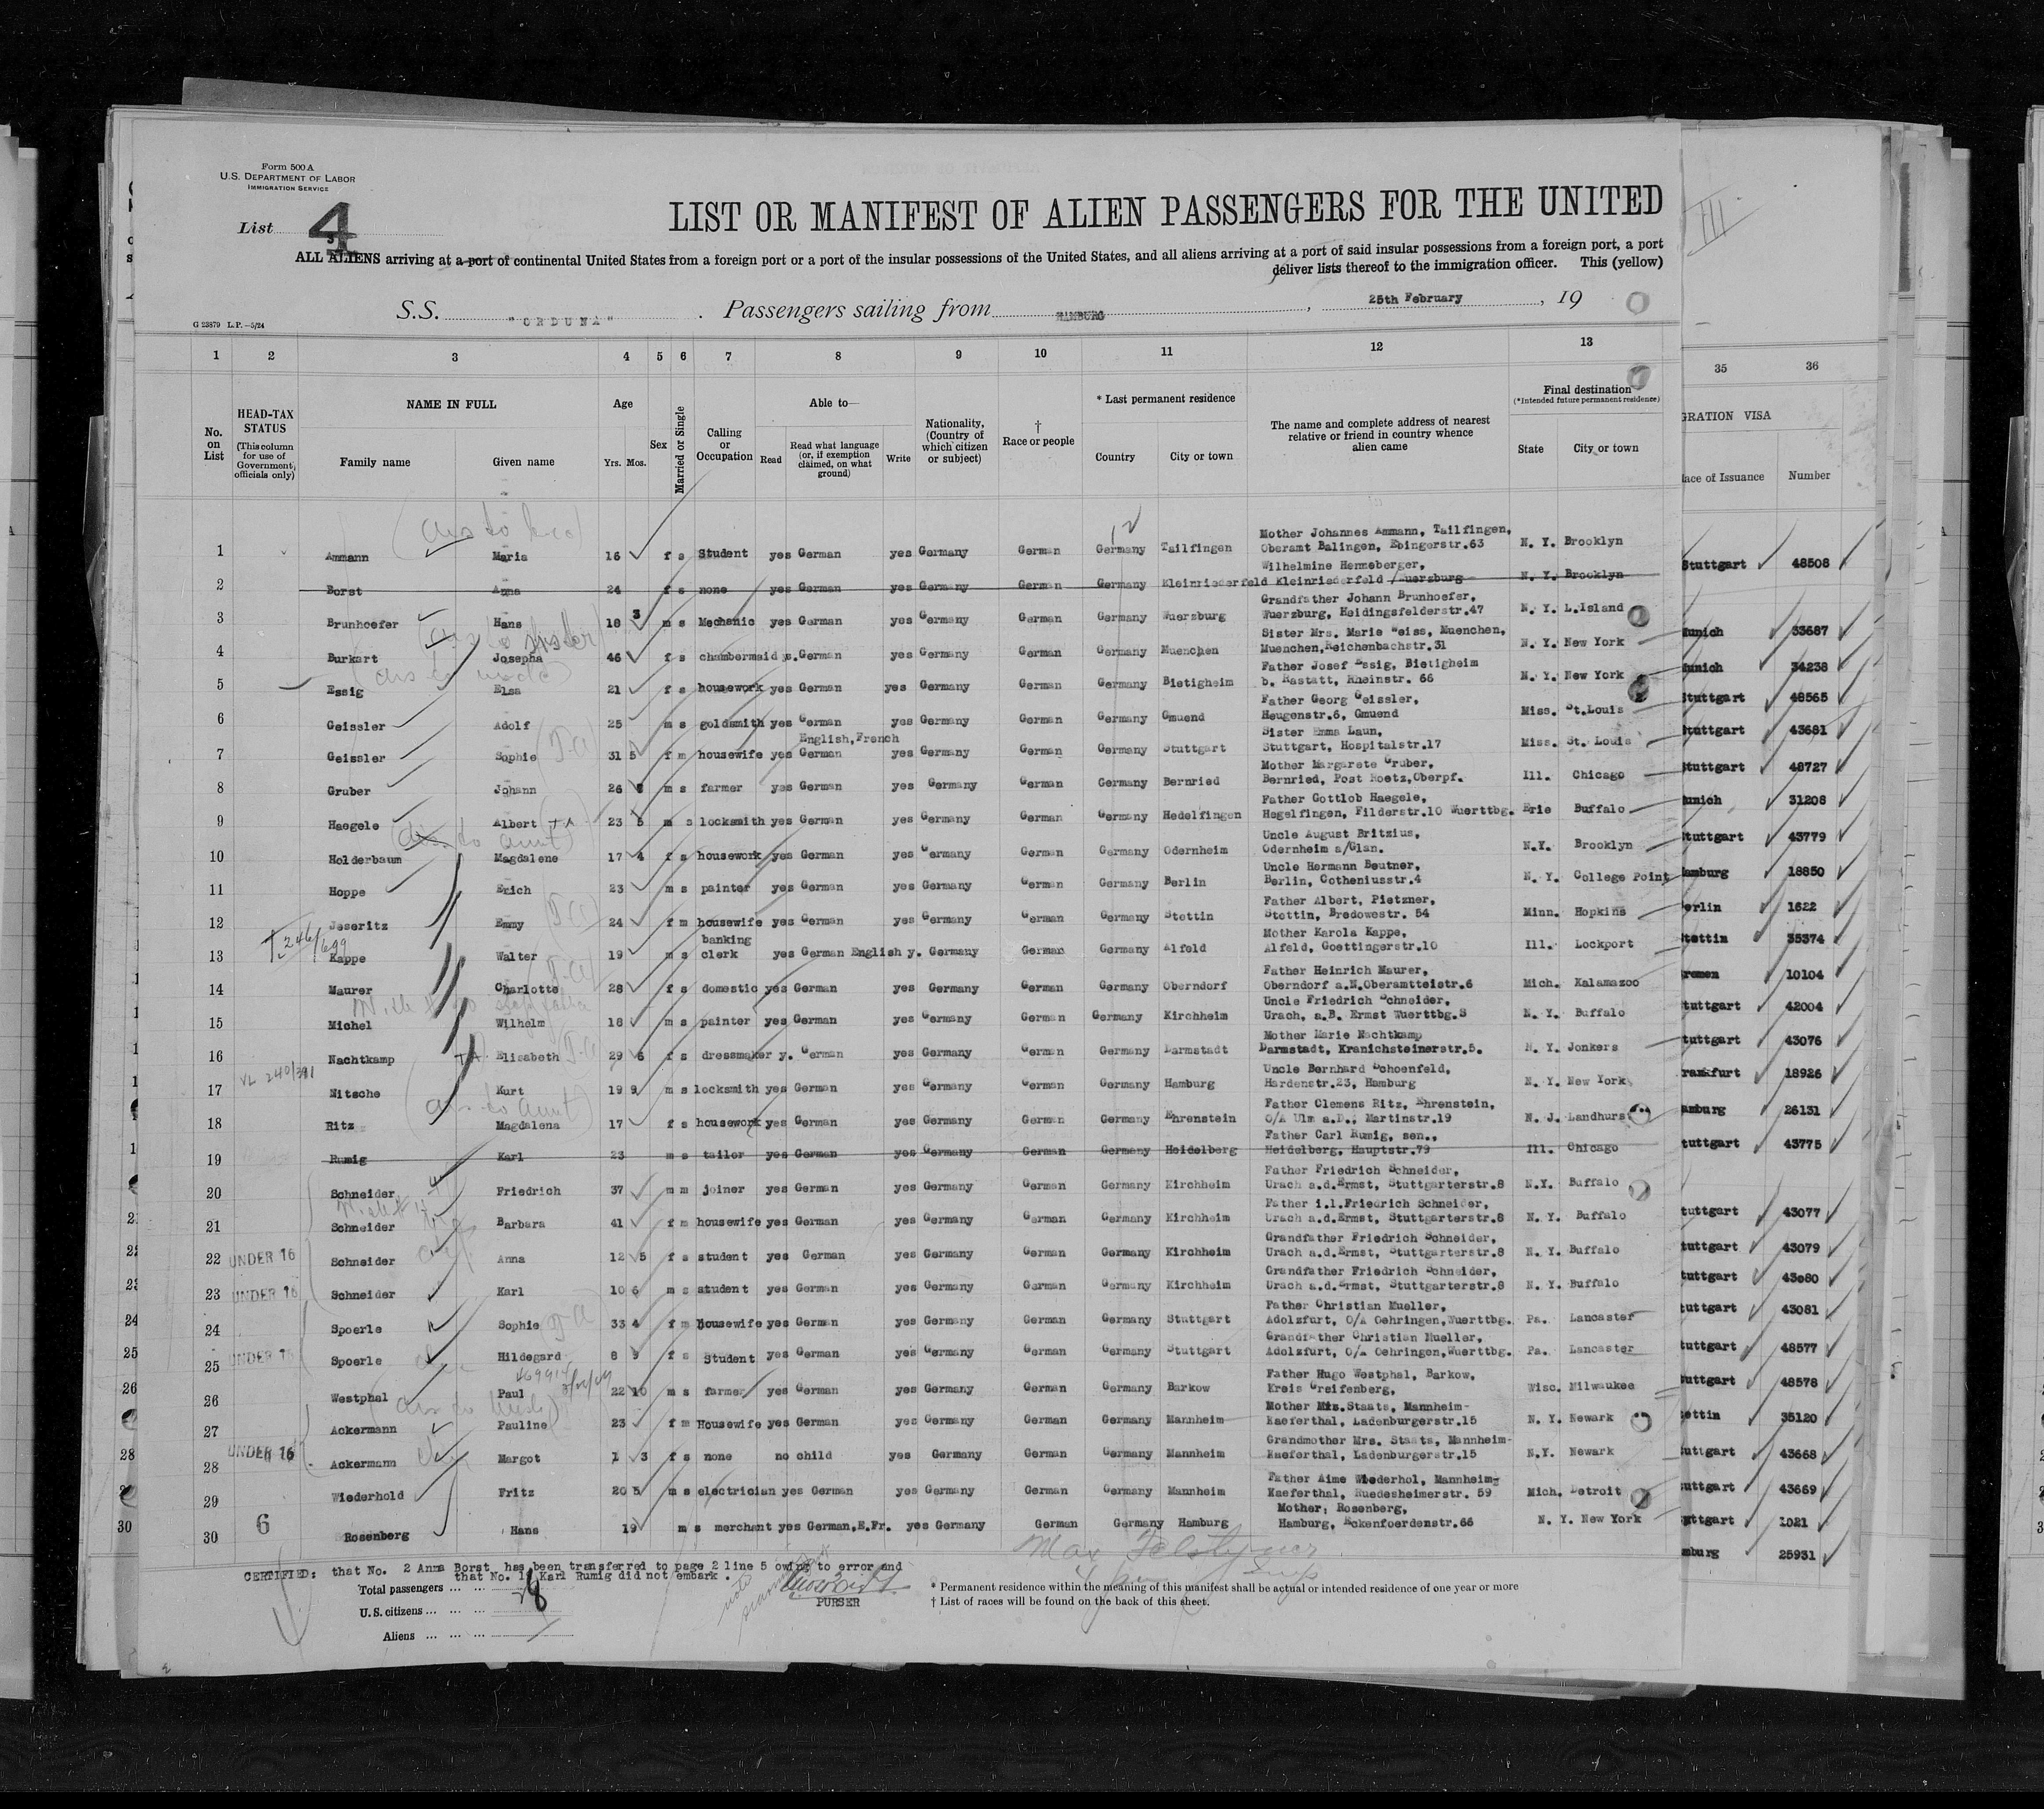 Form 500 A
U.S. DEPARTMENT OF LABOR
IMMIGRATION SERVICE
List 4
LIST OR MANIFEST OF ALIEN PASSENGERS FOR THE UNITED
ALL ALIENS arriving at a port of continental United States from a foreign port or a port of the insular possessions of the United States, and all aliens arriving at a port of said insular possessions from a foreign port, a port
deliver lists thereof to the immigration officer. This (yellow)
S.S. "ORDUNA". Passengers sailing from HAMBURG, 25th February, 19
G 23879 L.P.—5/24
1 2 3 4 5 6 7 8 9 10 11 12 13 35 36
No. on List
HEAD-TAX STATUS (This column for use of Government officials only)
NAME IN FULL Family name Given name
Age Yrs. Mos.
Sex
Married or Single
Calling or Occupation
Able to— Read Read what language (or, if exemption claimed, on what ground) Write
Nationality, (Country of which citizen or subject)
† Race or people
* Last permanent residence Country City or town
The name and complete address of nearest relative or friend in country whence alien came
Final destination (*Intended future permanent residence) State City or town
GRATION VISA
lace of Issuance Number
1 Ammann Maria 16 f s Student yes German yes Germany German Germany Tailfingen Mother Johannes Ammann, Tailfingen, Oberamt Balingen, Ebingerstr.63 N. Y. Brooklyn Stuttgart 48508
2 Borst Anna 24 f s none yes German yes Germany German Germany Kleinriederfeld Wilhelmine Henneberger, Kleinriederfeld /Wuerzburg N. Y. Brooklyn
3 Brunhoefer Hans 18 3 m s Mechanic yes German yes Germany German Germany Wuerzburg Grandfather Johann Brunhoefer, Wuerzburg, Heidingsfelderstr.47 N. Y. L.Island unich 33687
4 Burkart Josepha 46 f s chambermaid y. German yes Germany German Germany Muenchen Sister Mrs. Marie Weiss, Muenchen, Muenchen, Reichenbachstr.31 N. Y. New York unich 34238
5 Essig Elsa 21 f s housework yes German yes Germany German Germany Bietigheim Father Josef Essig, Bietigheim b. Rastatt, Rheinstr. 66 N. Y. New York Stuttgart 48565
6 Geissler Adolf 25 m s goldsmith yes German yes Germany German Germany Gmuend Father Georg Geissler, Heugenstr.6, Gmuend Miss. St.Louis tuttgart 43681
7 Geissler Sophie 31 5 f m housewife yes English,French German yes Germany German Germany Stuttgart Sister Emma Laun, Stuttgart, Hospitalstr.17 Miss. St. Louis tuttgart 48727
8 Gruber Johann 26 m s farmer yes German yes Germany German Germany Bernried Mother Margarete Gruber, Bernried, Post Roetz,Oberpf. Ill. Chicago unich 31208
9 Haegele Albert 23 5 m s locksmith yes German yes Germany German Germany Hedelfingen Father Gottlob Haegele, Hegelfingen, Filderstr.10 Wuerttbg. Erie Buffalo tuttgart 43779
10 Holderbaum Magdalene 17 4 f s housework yes German yes Germany German Germany Odernheim Uncle August Britzius, Odernheim a/Glan. N.Y. Brooklyn amburg 18850
11 Hoppe Erich 23 m s painter yes German yes Germany German Germany Berlin Uncle Hermann Beutner, Berlin, Cotheniusstr.4 N. Y. College Point erlin 1622
12 Jeseritz Emmy 24 f m housewife yes German yes Germany German Germany Stettin Father Albert, Pietzner, Stettin, Bredowestr. 54 Minn. Hopkins tettin 35374
13 Kappe Walter 19 m s banking clerk yes German English y. Germany German Germany Alfeld Mother Karola Kappe, Alfeld, Goettingerstr.10 Ill. Lockport remen 10104
14 Maurer Charlotte 28 f s domestic yes German yes Germany German Germany Oberndorf Father Heinrich Maurer, Oberndorf a.N.Oberamtteistr.6 Mich. Kalamazoo tuttgart 42004
15 Michel Wilhelm 18 m s painter yes German yes Germany German Germany Kirchheim Uncle Friedrich Schneider, Urach, a.B. Ermst Wuerttbg.S N. Y. Buffalo tuttgart 43076
16 Nachtkamp Elisabeth 29 6 f s dressmaker y. German yes Germany German Germany Darmstadt Mother Marie Nachtkamp Darmstadt, Kranichsteinerstr.5. N. Y. Jonkers rankfurt 18926
17 Nitsche Kurt 19 9 m s locksmith yes German yes Germany German Germany Hamburg Uncle Bernhard Schoenfeld, Hardenstr.23, Hamburg N. Y. New York amburg 26131
18 Ritz Magdalena 17 f s housework yes German yes Germany German Germany Ehrenstein Father Clemens Ritz, Ehrenstein, O/A Ulm a.D., Martinstr.19 N. J. Landhurs tuttgart 43775
19 Rumig Karl 23 m s tailor yes German yes Germany German Germany Heidelberg Father Carl Rumig, sen., Heidelberg, Hauptstr.79 Ill. Chicago
20 Schneider Friedrich 37 m m joiner yes German yes Germany German Germany Kirchheim Father Friedrich Schneider, Urach a.d.Ermst, Stuttgarterstr.8 N.Y. Buffalo tuttgart 43077
21 Schneider Barbara 41 f m housewife yes German yes Germany German Germany Kirchheim Father i.l.Friedrich Schneider, Urach a.d.Ermst, Stuttgarterstr.8 N. Y. Buffalo tuttgart 43079
22 UNDER 16 Schneider Anna 12 5 f s student yes German yes Germany German Germany Kirchheim Grandfather Friedrich Schneider, Urach a.d.Ermst, Stuttgarterstr.8 N. Y. Buffalo tuttgart 43080
23 UNDER 16 Schneider Karl 10 6 m s student yes German yes Germany German Germany Kirchheim Grandfather Friedrich Schneider, Urach a.d.Ermst, Stuttgarterstr.8 N. Y. Buffalo tuttgart 43081
24 Spoerle Sophie 33 4 f m housewife yes German yes Germany German Germany Stuttgart Father Christian Mueller, Adolzfurt, O/A Oehringen,Wuerttbg. Pa. Lancaster tuttgart 48577
25 UNDER 16 Spoerle Hildegard 8 9 f s Student yes German yes Germany German Germany Stuttgart Grandfather Christian Mueller, Adolzfurt, O/A Oehringen,Wuerttbg. Pa. Lancaster tuttgart 48578
26 Westphal Paul 22 10 m s farmer yes German yes Germany German Germany Barkow Father Hugo Westphal, Barkow, Kreis Greifenberg, Wisc. Milwaukee tettin 35120
27 Ackermann Pauline 23 f m Housewife yes German yes Germany German Germany Mannheim Mother Mrs.Staats, Mannheim-Kaeferthal, Ladenburgerstr.15 N. Y. Newark tuttgart 43668
28 UNDER 16 Ackermann Margot 1 3 f s none no child yes Germany German Germany Mannheim Grandmother Mrs. Staats, Mannheim-Kaeferthal, Ladenburgerstr.15 N.Y. Newark tuttgart 43669
29 Wiederhold Fritz 20 5 m s electrician yes German yes Germany German Germany Mannheim Father Aime Wiederhol, Mannheim-Kaeferthal, Ruedesheimerstr. 59 Mich. Detroit tuttgart 1021
30 6 Rosenberg Hans 19 m s merchant yes German,E.Fr. yes Germany German Germany Hamburg Mother: Rosenberg, Hamburg, Eckenfoerdenstr.66 N. Y. New York mburg 25931
CERTIFIED: that No. 2 Anna Borst has been transferred to page 2 line 5 owing to error and
that No. 19 Karl Rumig did not embark.
Total passengers
U.S. citizens
Aliens
PURSER
* Permanent residence within the meaning of this manifest shall be actual or intended residence of one year or more
† List of races will be found on the back of this sheet.